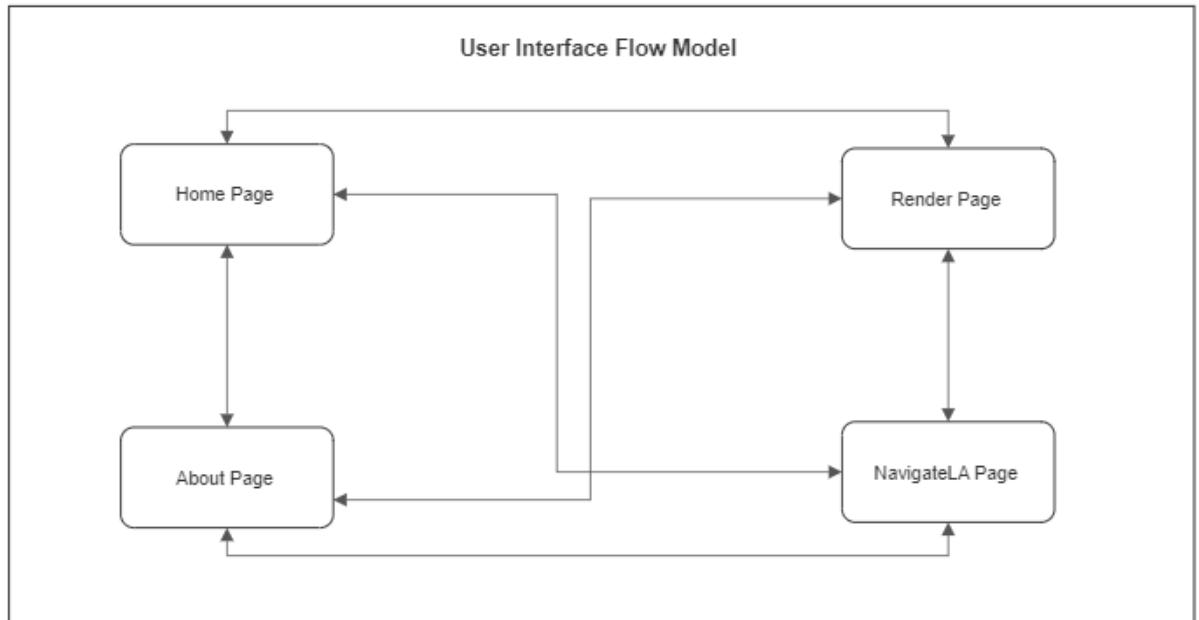 User Interface Flow Model
Home Page
Render Page
About Page
NavigateLA Page